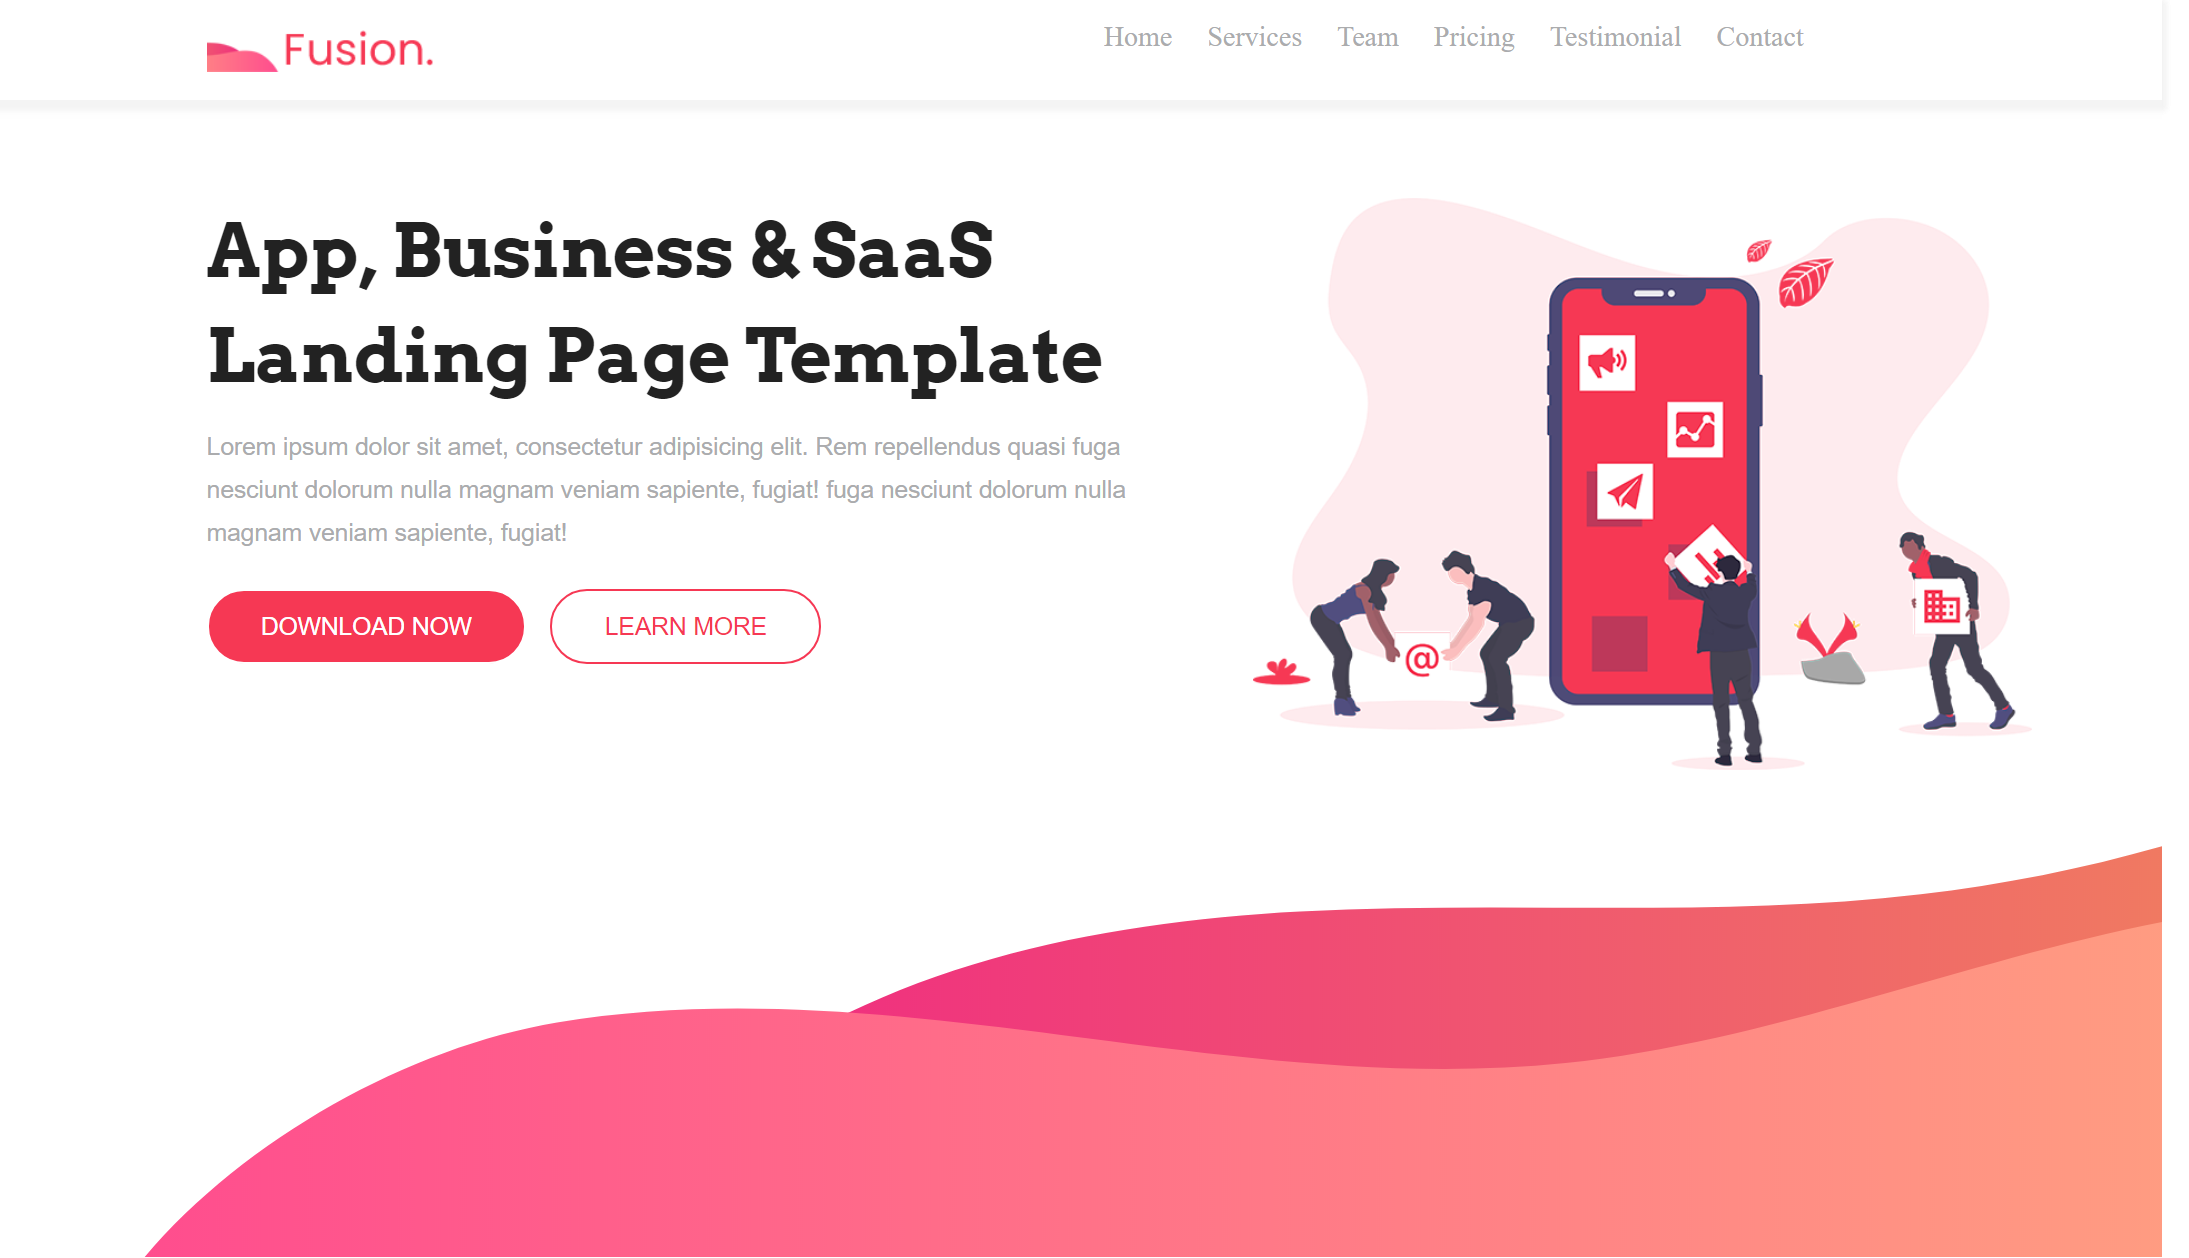 Fusion.
Home Services Team Pricing Testimonial Contact
App, Business & SaaS
Landing Page Template
Lorem ipsum dolor sit amet, consectetur adipisicing elit. Rem repellendus quasi fuga
nesciunt dolorum nulla magnam veniam sapiente, fugiat! fuga nesciunt dolorum nulla
magnam veniam sapiente, fugiat!
DOWNLOAD NOW LEARN MORE
@